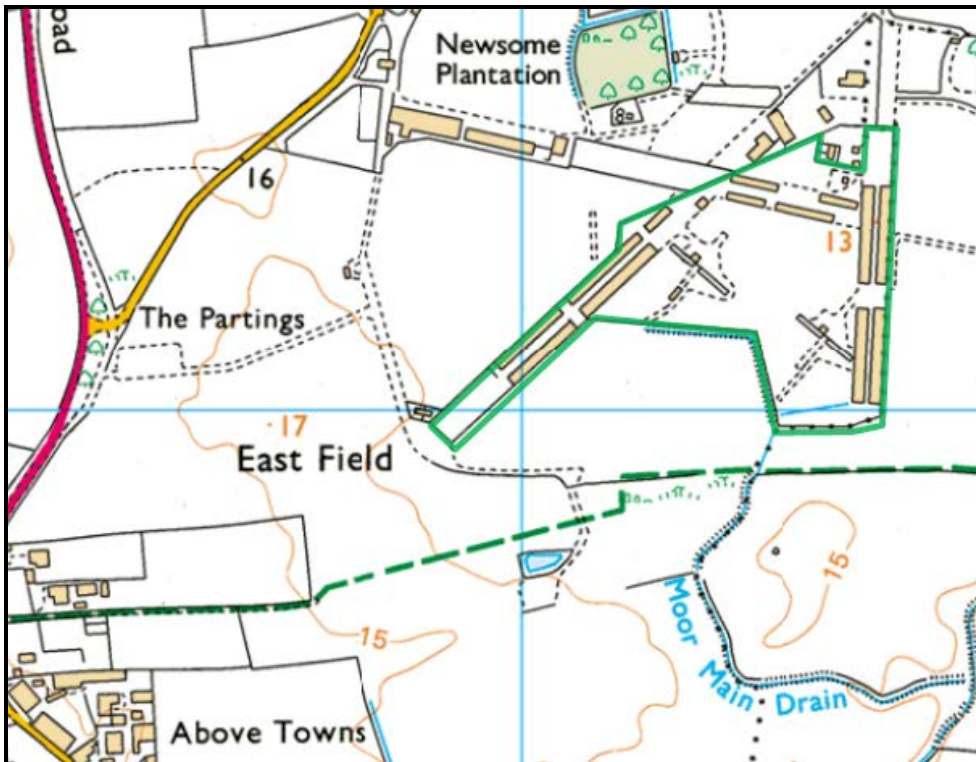 oad
Newsome
Plantation
16
13
The Partings
17
East Field
15
15
Moor Main Drain
Above Towns